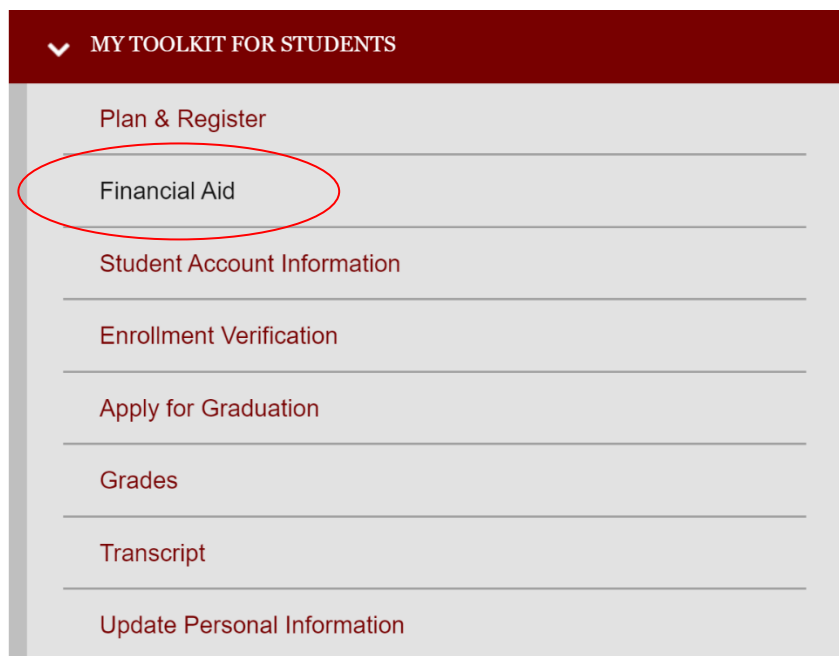 MY TOOLKIT FOR STUDENTS
Plan & Register
Financial Aid
Student Account Information
Enrollment Verification
Apply for Graduation
Grades
Transcript
Update Personal Information